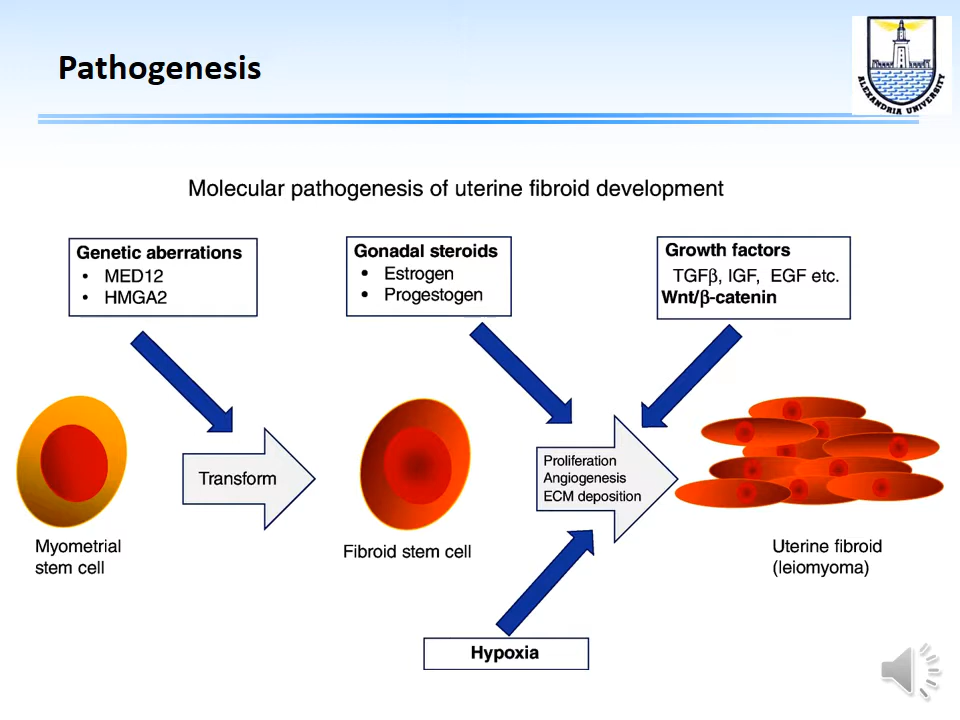 Pathogenesis
ALEXANDRIA UNIVERSITY
Molecular pathogenesis of uterine fibroid development
Genetic aberrations
• MED12
• HMGA2
Gonadal steroids
• Estrogen
• Progestogen
Growth factors
TGFβ, IGF, EGF etc.
Wnt/β-catenin
Transform
Proliferation
Angiogenesis
ECM deposition
Myometrial
stem cell
Fibroid stem cell
Uterine fibroid
(leiomyoma)
Hypoxia